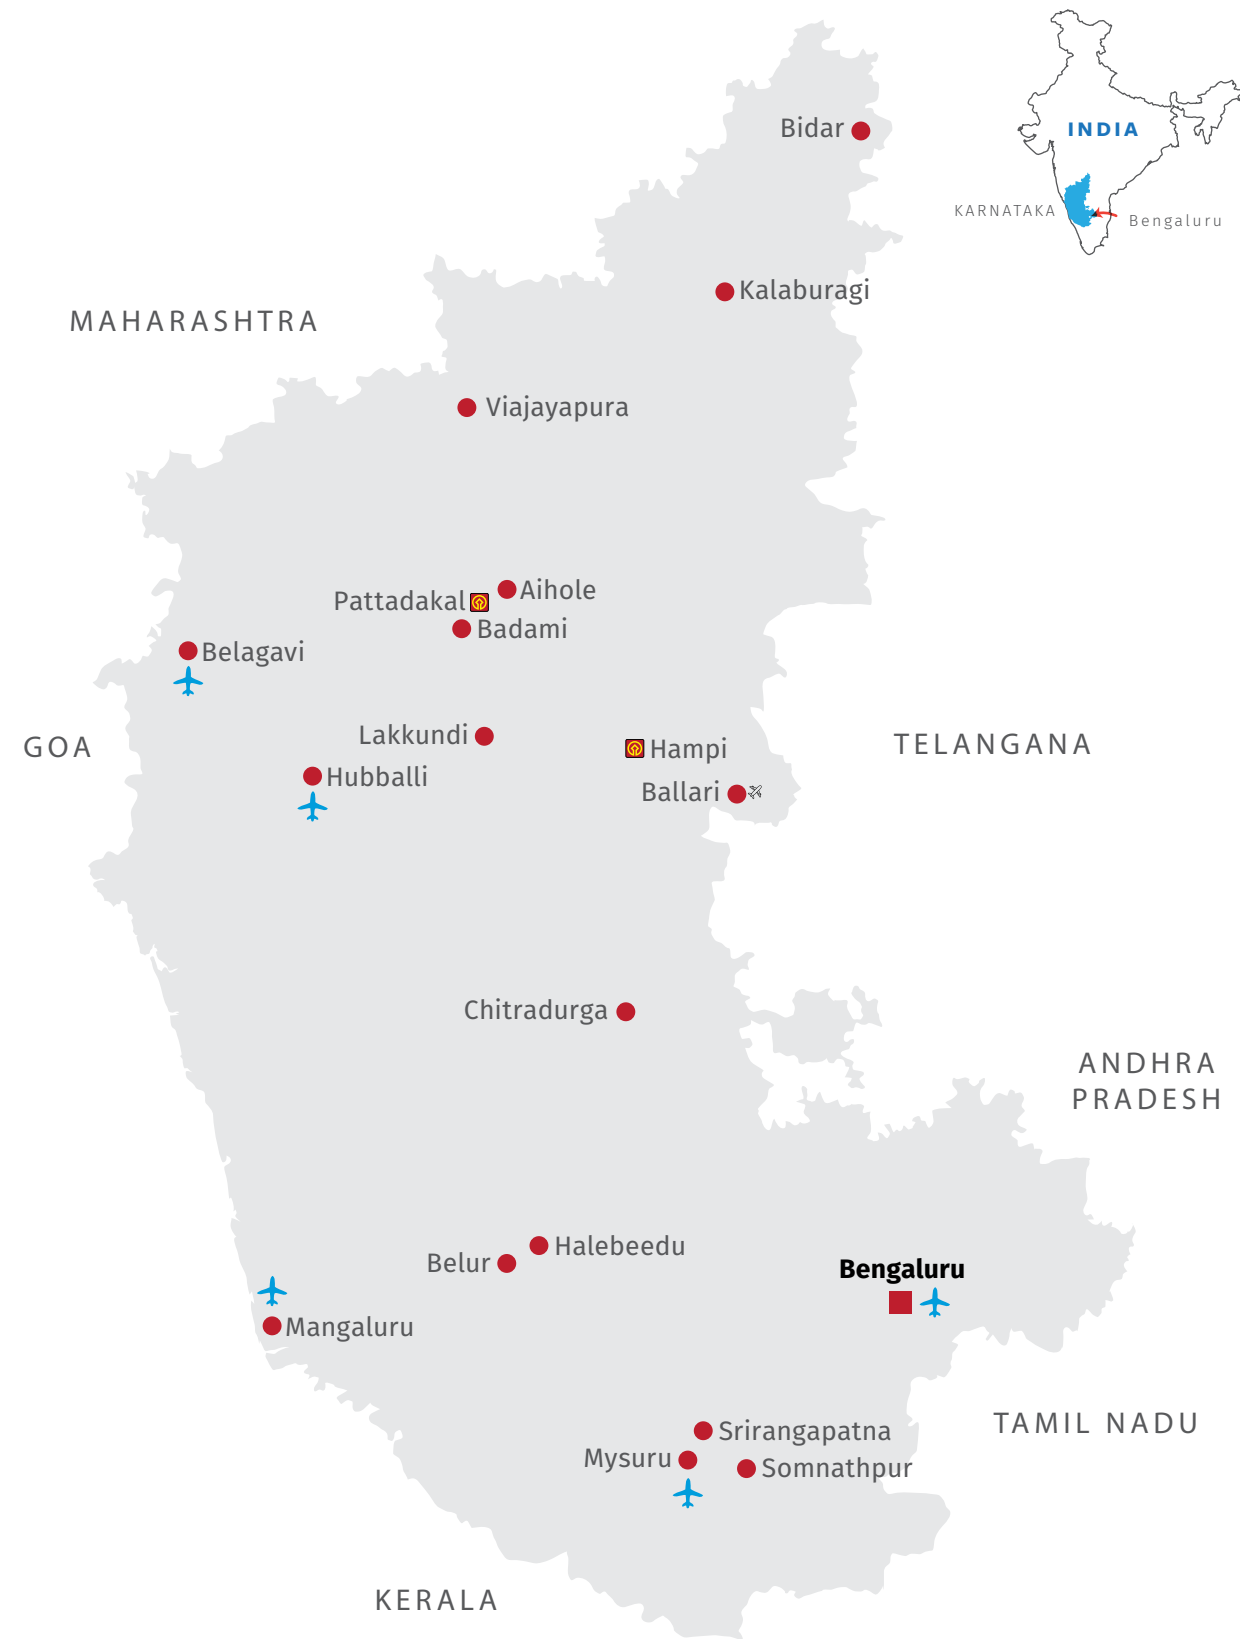 Bidar
INDIA
KARNATAKA
Bengaluru
Kalaburagi
MAHARASHTRA
Viajayapura
Aihole
Pattadakal
Badami
Belagavi
Lakkundi
GOA
Hampi
TELANGANA
Hubballi
Ballari
Chitradurga
ANDHRA
PRADESH
Halebeedu
Belur
Bengaluru
Mangaluru
TAMIL NADU
Srirangapatna
Mysuru
Somnathpur
KERALA